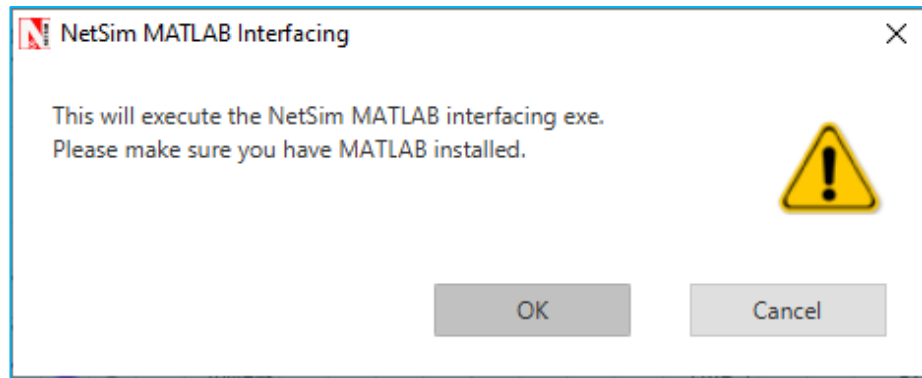 NetSim MATLAB Interfacing
This will execute the NetSim MATLAB interfacing exe.
Please make sure you have MATLAB installed.
OK
Cancel